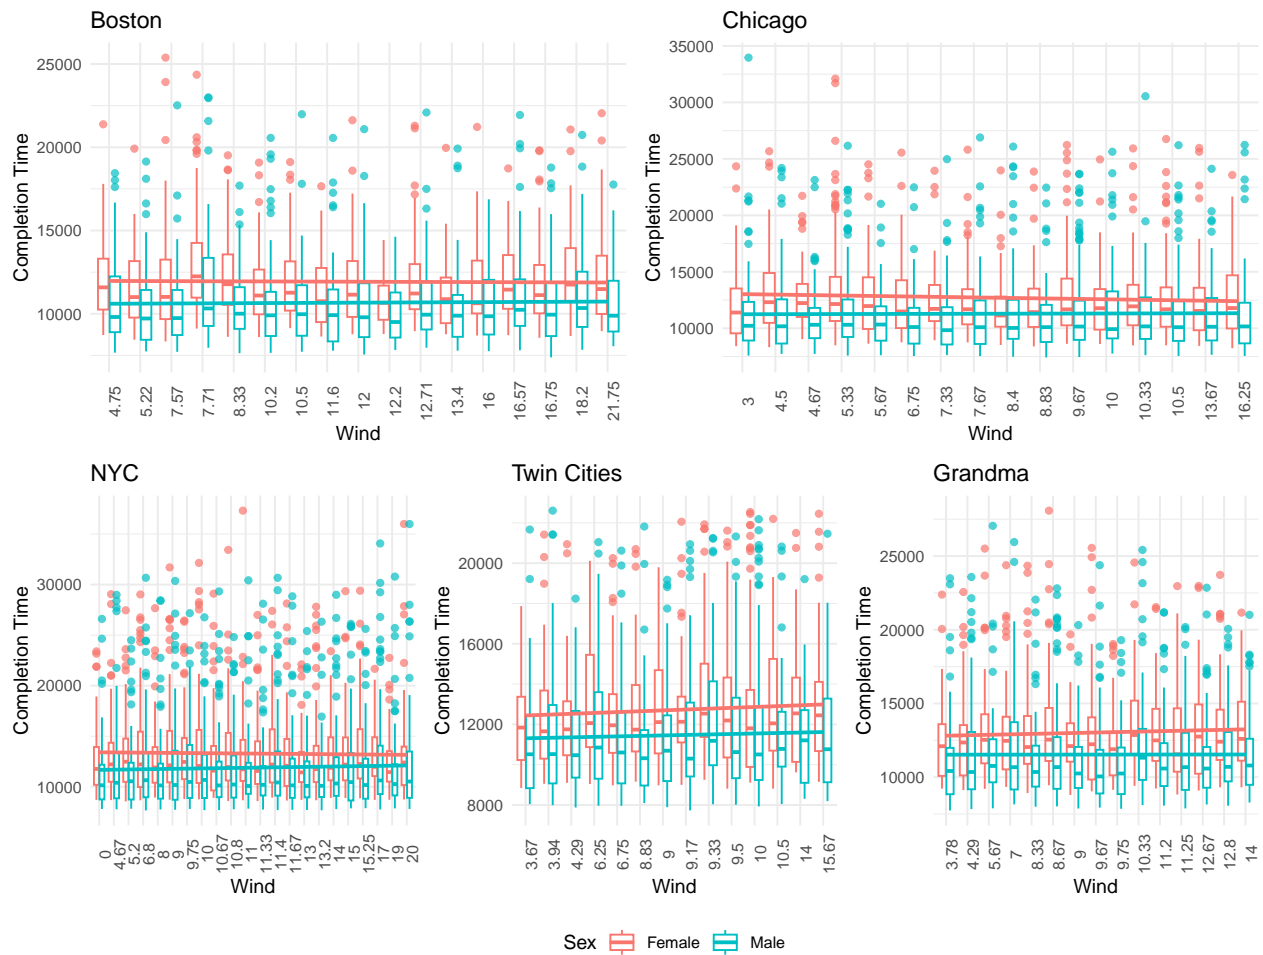 Boston
Completion Time
25000
20000
15000
10000
4.75 5.22 7.57 7.71 8.33 10.2 10.5 11.6 12 12.2 12.71 13.4 16 16.57 16.75 18.2 21.75
Wind
Chicago
Completion Time
35000
30000
25000
20000
15000
10000
3 4.5 4.67 5.33 5.67 6.75 7.33 7.67 8.4 8.83 9.67 10 10.33 10.5 13.67 16.25
Wind
NYC
Completion Time
30000
20000
10000
0 4.67 5.2 6.8 8 9 9.75 10 10.67 10.8 11 11.33 11.4 11.67 13 13.2 14 15 15.25 17 19 20
Wind
Twin Cities
Completion Time
20000
16000
12000
8000
3.67 3.94 4.29 6.25 6.75 8.83 9 9.17 9.33 9.5 10 10.5 14 15.67
Wind
Grandma
Completion Time
25000
20000
15000
10000
3.78 4.29 5.67 7 8.33 8.67 9 9.67 9.75 10.33 11.2 11.25 12.67 12.8 14
Wind
Sex Female Male